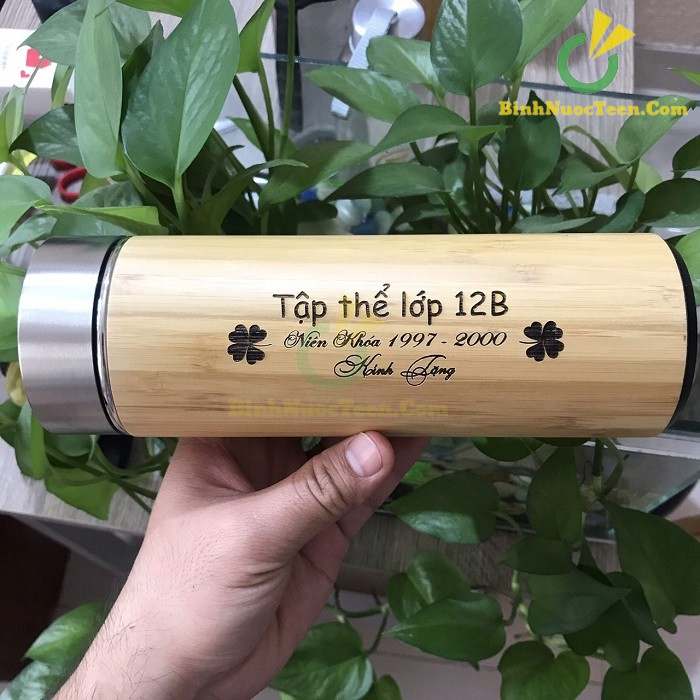 BinhNuocTeen.Com
Tập thể lớp 12B
Niên Khóa 1997 - 2000
Kính Tặng
BinhNuocTeen.Com